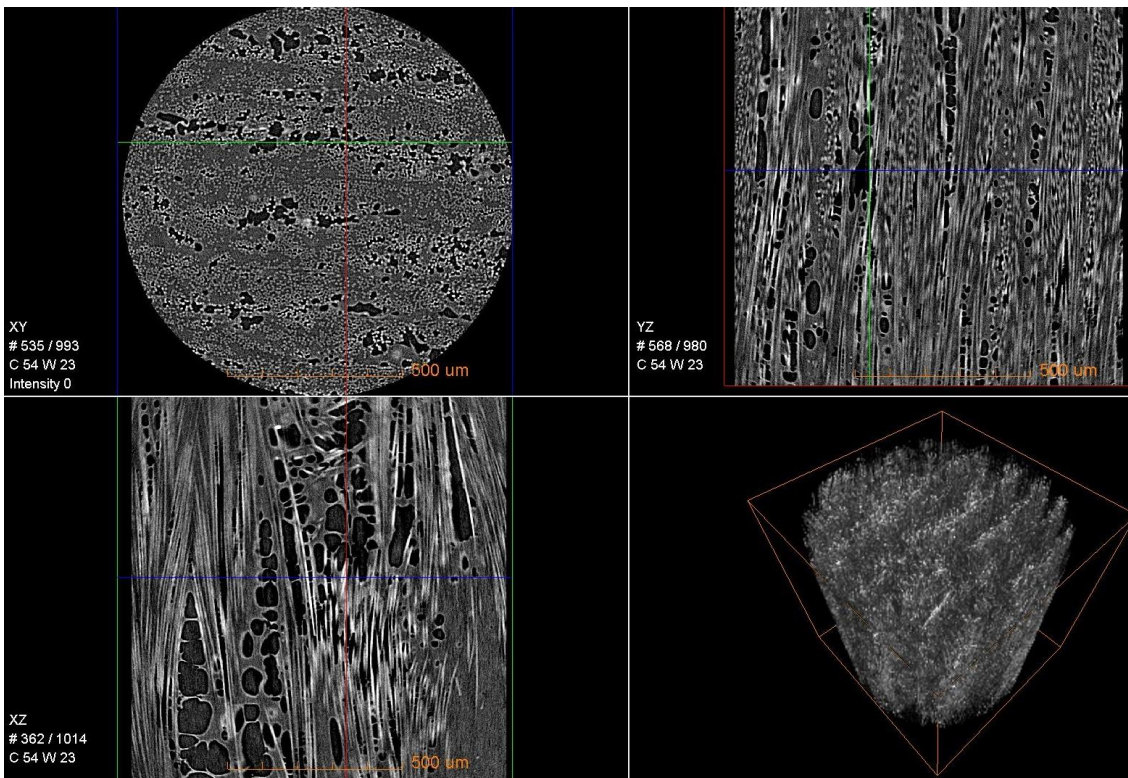 XY
# 535 / 993
C 54 W 23
Intensity 0
500 um
YZ
# 568 / 980
C 54 W 23
500 um
XZ
# 362 / 1014
C 54 W 23
500 um